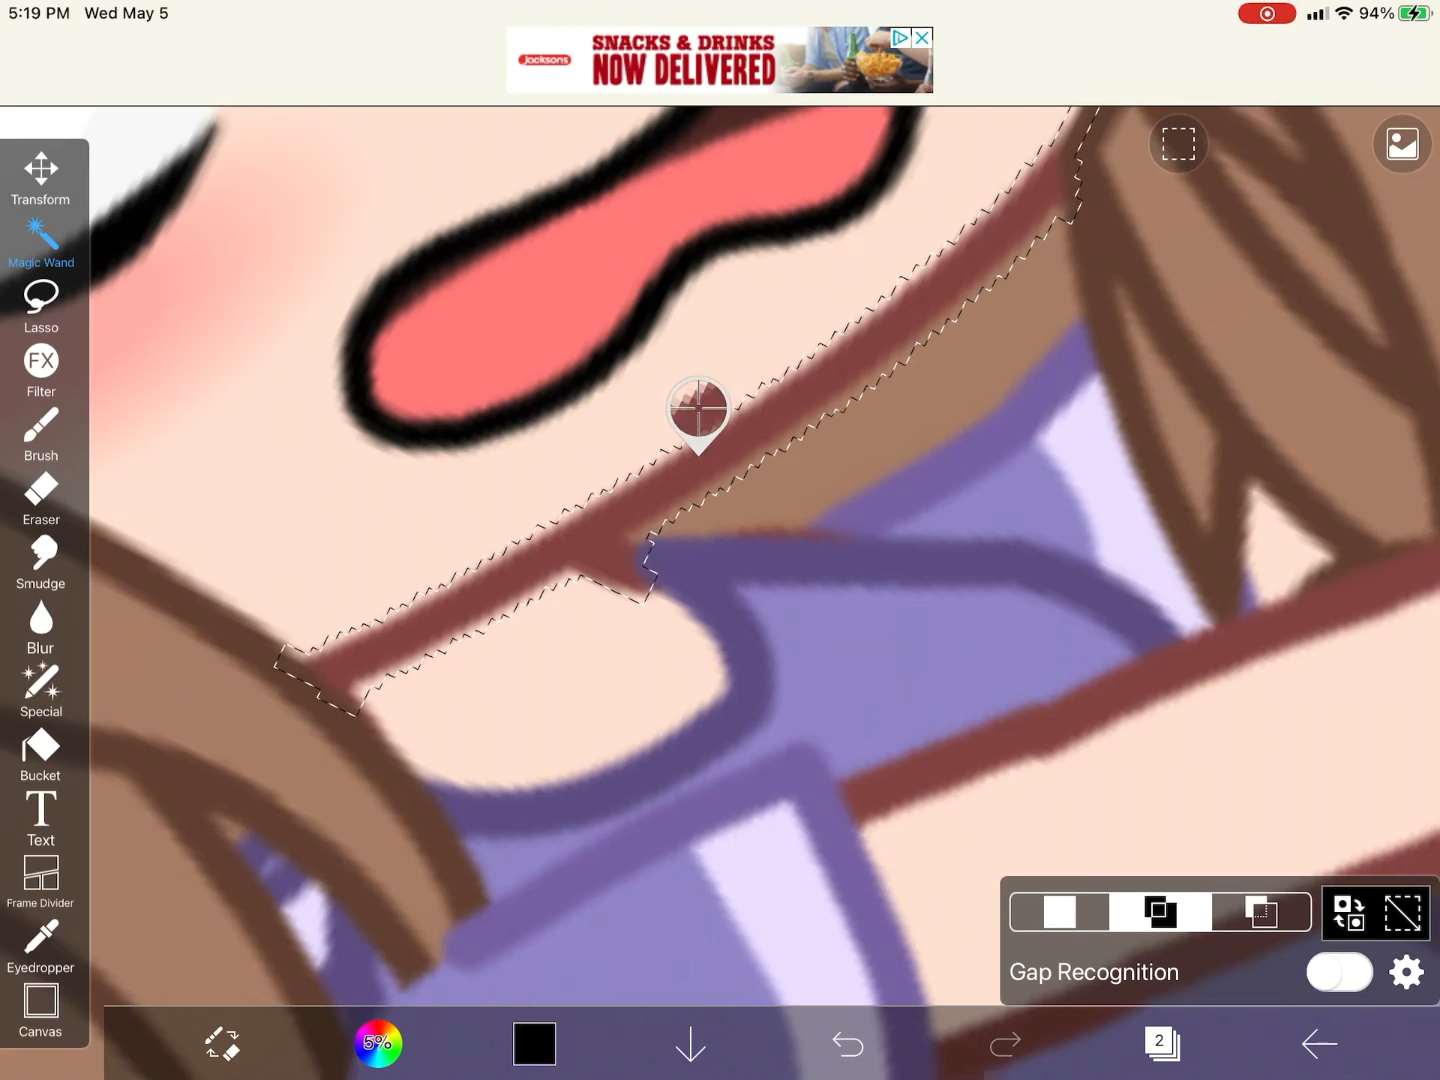 5:19 PM Wed May 5
94%
Jacksons
SNACKS & DRINKS
NOW DELIVERED
Transform
Magic Wand
Lasso
FX
Filter
Brush
Eraser
Smudge
Blur
Special
Bucket
T
Text
Frame Divider
Eyedropper
Canvas
Gap Recognition
5%
2